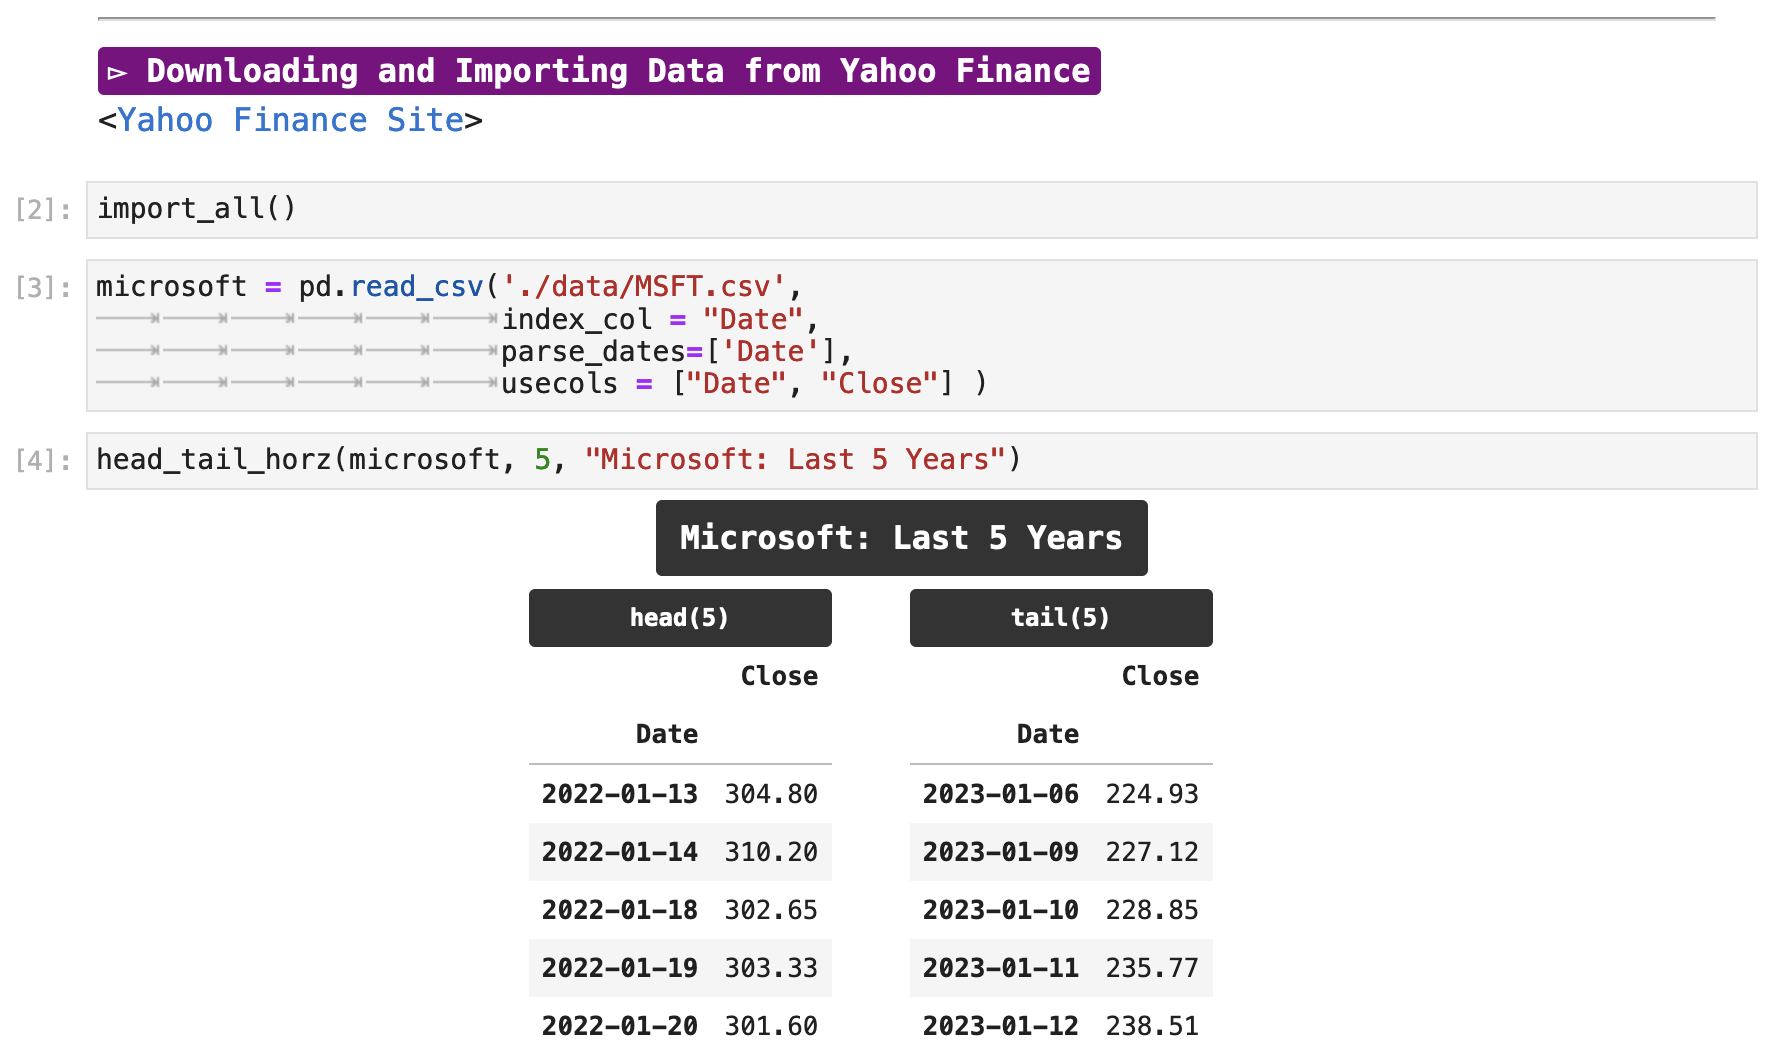 ▻ Downloading and Importing Data from Yahoo Finance
<Yahoo Finance Site>
[2]: import_all()
[3]: microsoft = pd.read_csv('./data/MSFT.csv',
index_col = "Date",
parse_dates=['Date'],
usecols = ["Date", "Close"] )
[4]: head_tail_horz(microsoft, 5, "Microsoft: Last 5 Years")
Microsoft: Last 5 Years
head(5) tail(5)
Close Close
Date Date
2022-01-13 304.80 2023-01-06 224.93
2022-01-14 310.20 2023-01-09 227.12
2022-01-18 302.65 2023-01-10 228.85
2022-01-19 303.33 2023-01-11 235.77
2022-01-20 301.60 2023-01-12 238.51